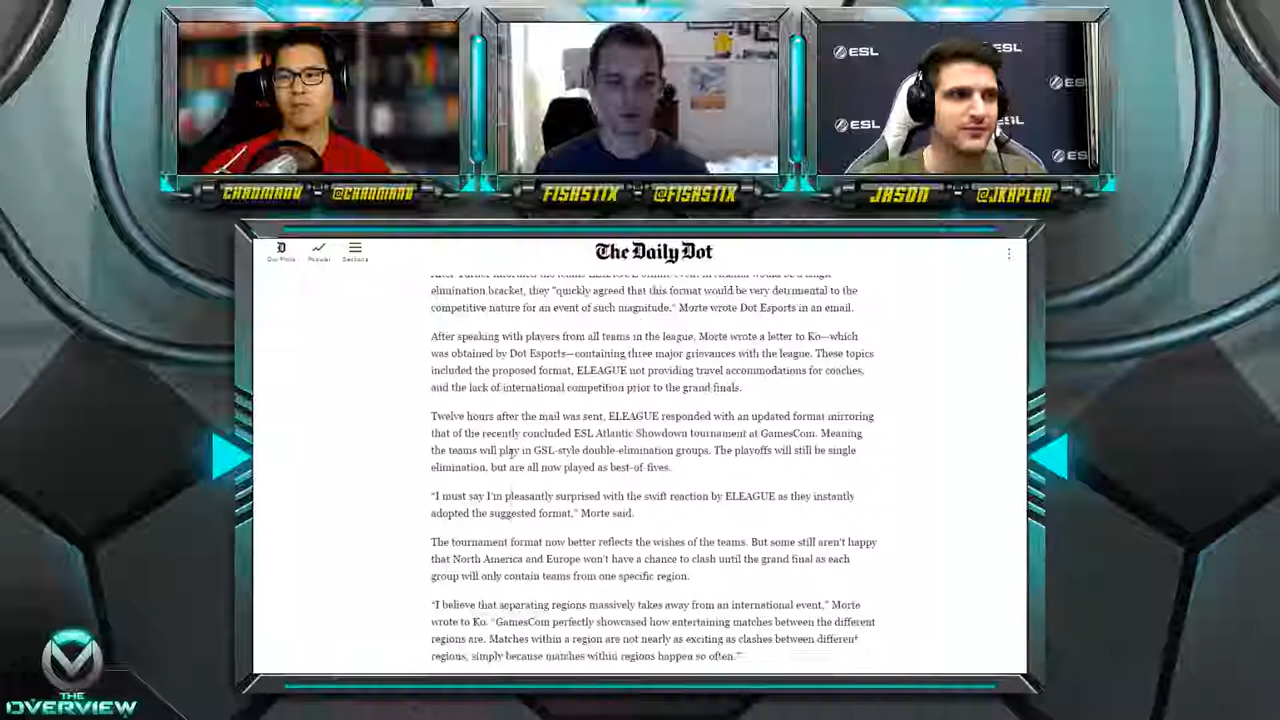 ESL
ESL
ESL
ESL
ESL
CHANMANV - @CHANMANV
FISHSTIX - @FISHSTIX
JASON - @JKAPLAN
Our Picks
Popular
Sections
The Daily Dot
elimination bracket, they "quickly agreed that this format would be very detrmental to the
competitive nature for an event of such magnitude," Morte wrote Dot Esports in an email.
After speaking with players from all teams in the league, Morte wrote a letter to Ko—which
was obtained by Dot Esports—containing three major grievances with the league. These topics
included the proposed format, ELEAGUE not providing travel accommodations for coaches,
and the lack of international competition prior to the grand finals.
Twelve hours after the mail was sent, ELEAGUE responded with an updated format mirroring
that of the recently concluded ESL Atlantic Showdown tournament at GamesCom. Meaning
the teams will play in GSL-style double-elimination groups. The playoffs will still be single
elimination, but are all now played as best-of-fives.
“I must say I'm pleasantly surprised with the swift reaction by ELEAGUE as they instantly
adopted the suggested format,” Morte said.
The tournament format now better reflects the wishes of the teams. But some still aren't happy
that North America and Europe won't have a chance to clash until the grand final as each
group will only contain teams from one specific region.
“I believe that separating regions massively takes away from an international event,” Morte
wrote to Ko. “GamesCom perfectly showcased how entertaining matches between the different
regions are. Matches within a region are not nearly as exciting as clashes between different
regions, simply because matches within regions happen so often.”
THE
OVERVIEW